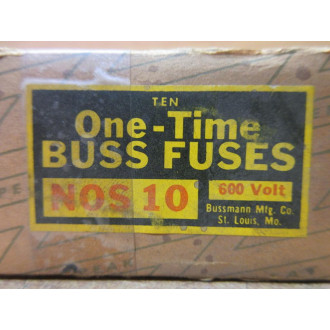 TEN
One-Time
BUSS FUSES
NOS 10
600 Volt
Bussmann Mfg. Co.
St. Louis, Mo.